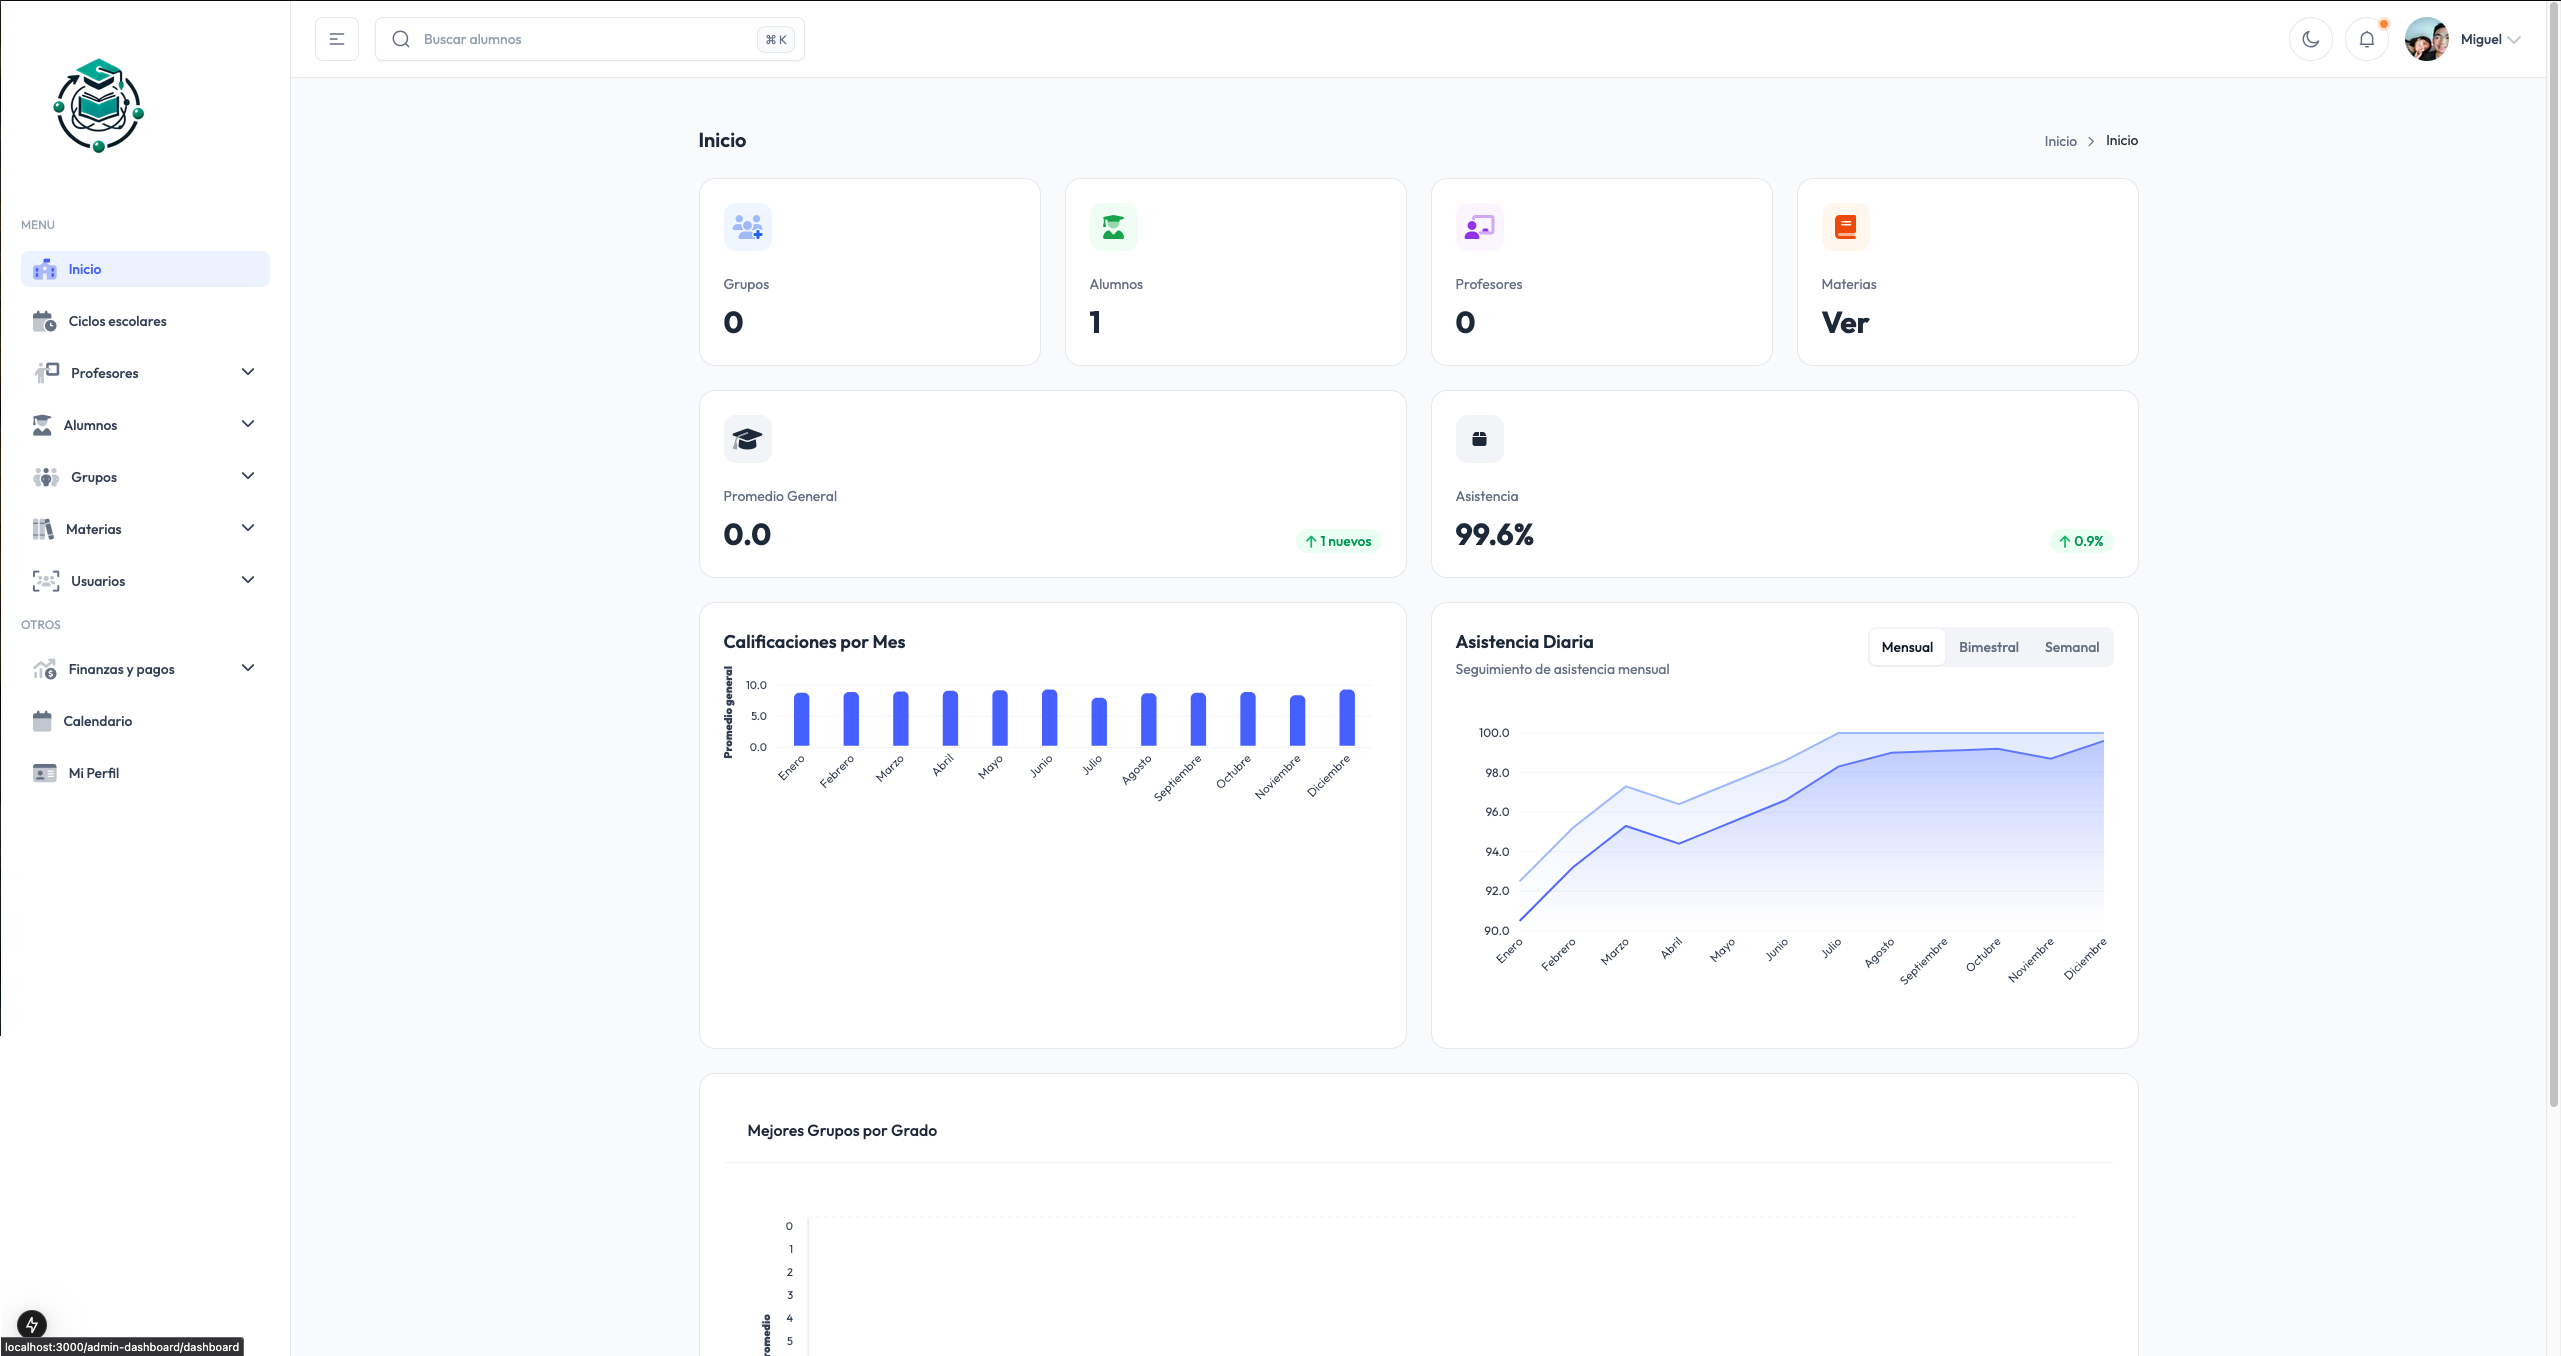 Buscar alumnos
⌘ K
Miguel
MENU
Inicio
Ciclos escolares
Profesores
Alumnos
Grupos
Materias
Usuarios
OTROS
Finanzas y pagos
Calendario
Mi Perfil
Inicio
Inicio > Inicio
Grupos
0
Alumnos
1
Profesores
0
Materias
Ver
Promedio General
0.0
↑ 1 nuevos
Asistencia
99.6%
↑ 0.9%
Calificaciones por Mes
Promedio general
10.0
5.0
0.0
Enero
Febrero
Marzo
Abril
Mayo
Junio
Julio
Agosto
Septiembre
Octubre
Noviembre
Diciembre
Asistencia Diaria
Seguimiento de asistencia mensual
Mensual
Bimestral
Semanal
100.0
98.0
96.0
94.0
92.0
90.0
Enero
Febrero
Marzo
Abril
Mayo
Junio
Julio
Agosto
Septiembre
Octubre
Noviembre
Diciembre
Mejores Grupos por Grado
0
1
2
3
4
5
romedio
localhost:3000/admin-dashboard/dashboard